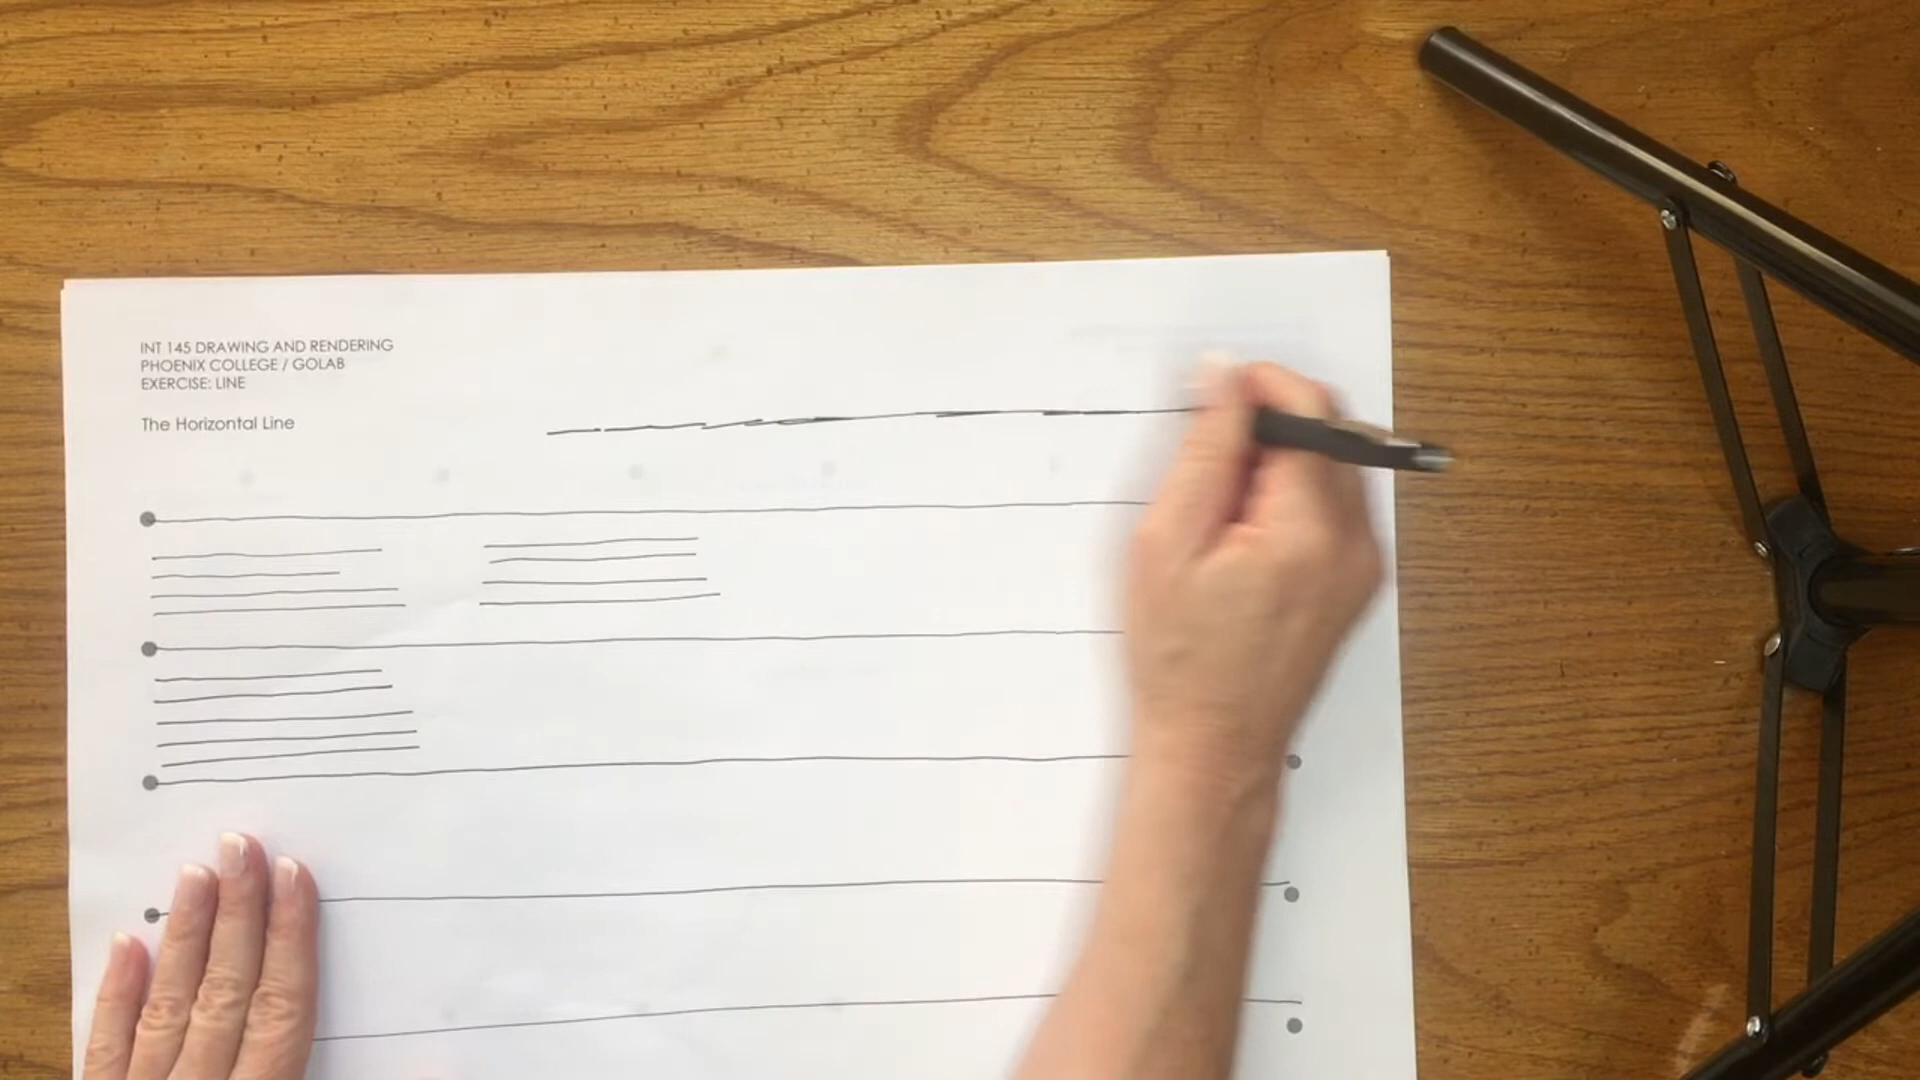 INT 145 DRAWING AND RENDERING
PHOENIX COLLEGE / GOLAB
EXERCISE: LINE
The Horizontal Line